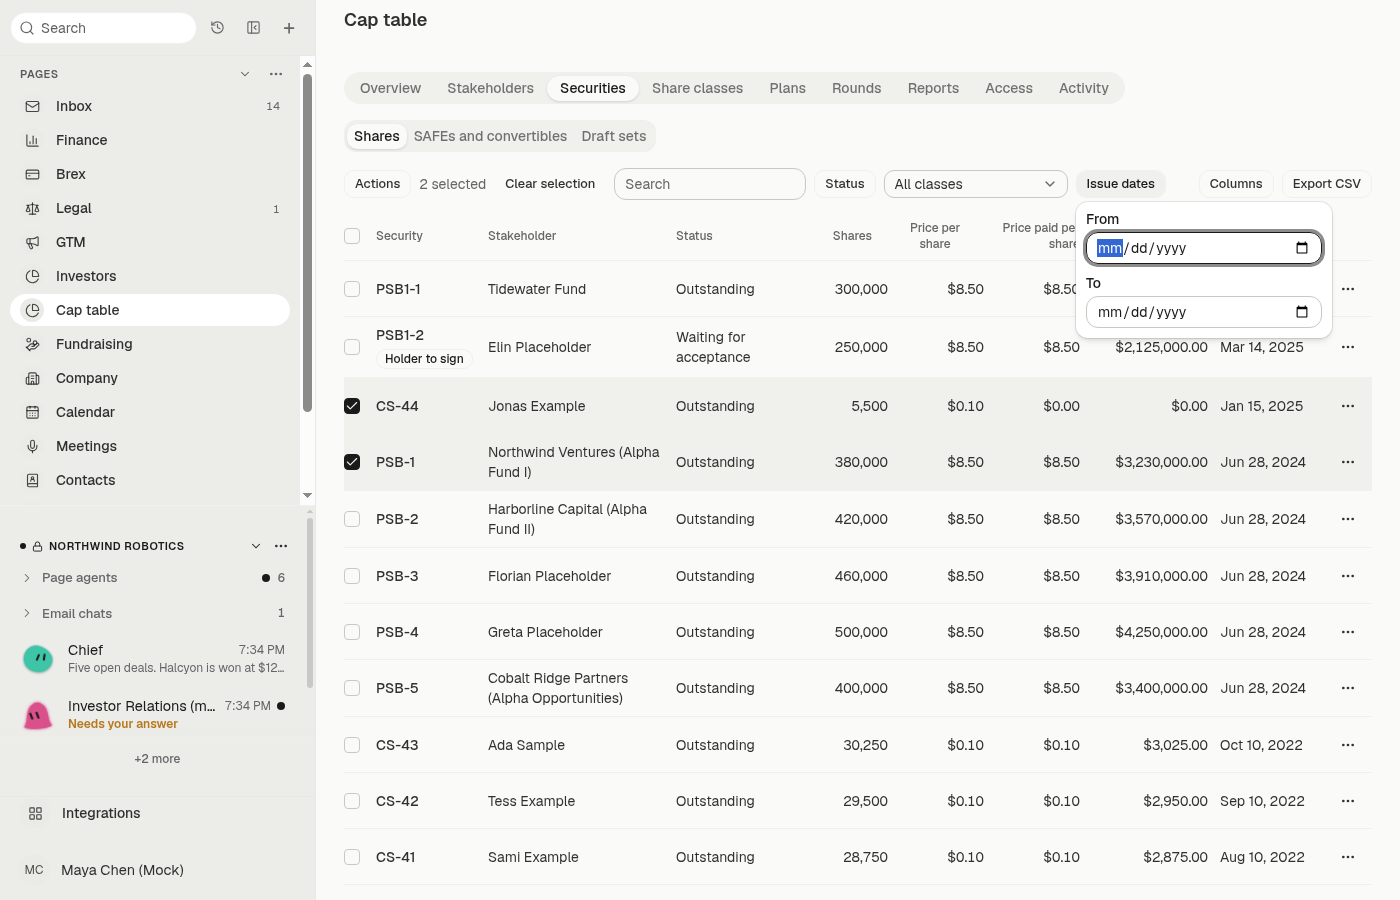 Search
PAGES
Inbox 14
Finance
Brex
Legal 1
GTM
Investors
Cap table
Fundraising
Company
Calendar
Meetings
Contacts
NORTHWIND ROBOTICS
Page agents 6
Email chats 1
Chief 7:34 PM
Five open deals. Halcyon is won at $12...
Investor Relations (m... 7:34 PM
Needs your answer
+2 more
Integrations
MC Maya Chen (Mock)
Cap table
Overview Stakeholders Securities Share classes Plans Rounds Reports Access Activity
Shares SAFEs and convertibles Draft sets
Actions 2 selected Clear selection Search Status All classes Issue dates Columns Export CSV
From
mm/dd/yyyy
To
mm/dd/yyyy
Security Stakeholder Status Shares Price per share Price paid per share
PSB1-1 Tidewater Fund Outstanding 300,000 $8.50 $8.50
PSB1-2 Holder to sign Elin Placeholder Waiting for acceptance 250,000 $8.50 $8.50 $2,125,000.00 Mar 14, 2025
CS-44 Jonas Example Outstanding 5,500 $0.10 $0.00 $0.00 Jan 15, 2025
PSB-1 Northwind Ventures (Alpha Fund I) Outstanding 380,000 $8.50 $8.50 $3,230,000.00 Jun 28, 2024
PSB-2 Harborline Capital (Alpha Fund II) Outstanding 420,000 $8.50 $8.50 $3,570,000.00 Jun 28, 2024
PSB-3 Florian Placeholder Outstanding 460,000 $8.50 $8.50 $3,910,000.00 Jun 28, 2024
PSB-4 Greta Placeholder Outstanding 500,000 $8.50 $8.50 $4,250,000.00 Jun 28, 2024
PSB-5 Cobalt Ridge Partners (Alpha Opportunities) Outstanding 400,000 $8.50 $8.50 $3,400,000.00 Jun 28, 2024
CS-43 Ada Sample Outstanding 30,250 $0.10 $0.10 $3,025.00 Oct 10, 2022
CS-42 Tess Example Outstanding 29,500 $0.10 $0.10 $2,950.00 Sep 10, 2022
CS-41 Sami Example Outstanding 28,750 $0.10 $0.10 $2,875.00 Aug 10, 2022